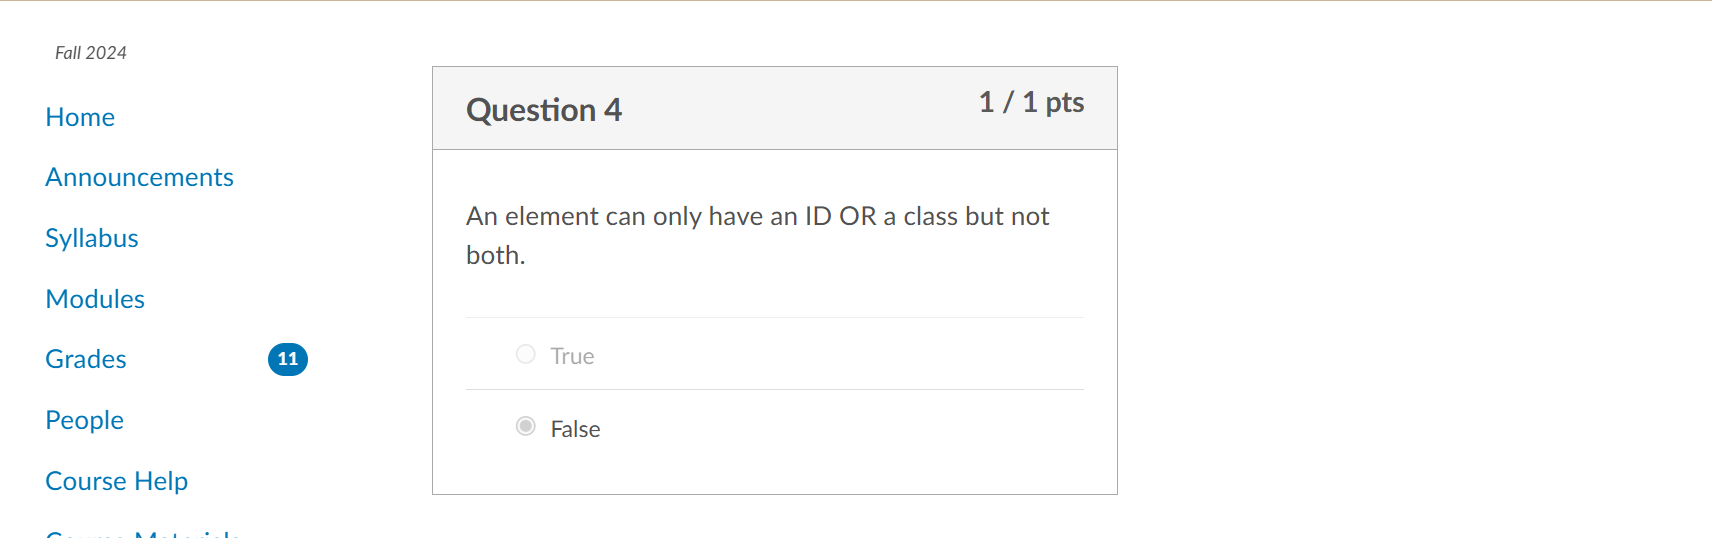 Fall 2024
Home
Announcements
Syllabus
Modules
Grades 11
People
Course Help
Question 4 1 / 1 pts
An element can only have an ID OR a class but not
both.
True
False